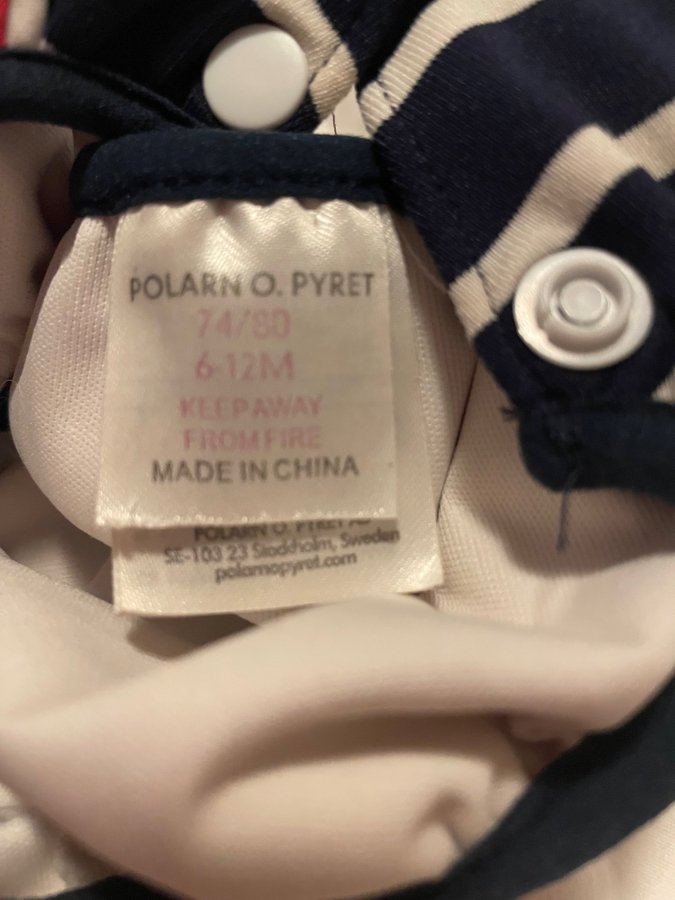 POLARN O. PYRET
74/80
6-12M
KEEP AWAY
FROM FIRE
MADE IN CHINA
POLARN O. PYRET AB
SE-103 23 Stockholm, Sweden
polarnopyret.com